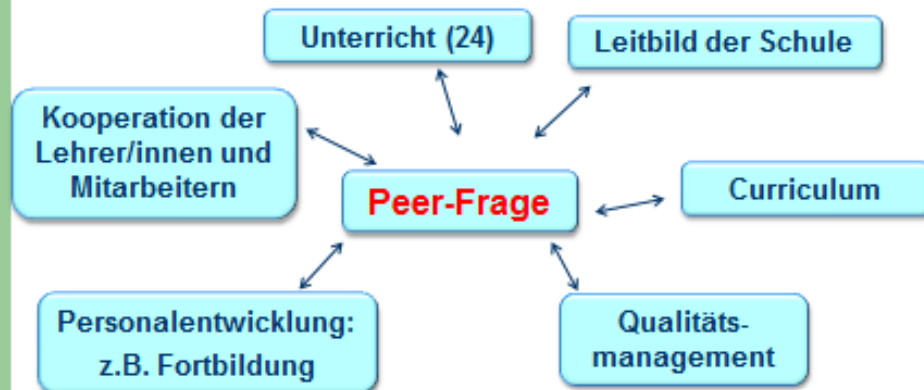 Unterricht (24)
Leitbild der Schule
Kooperation der
Lehrer/innen und
Mitarbeitern
Peer-Frage
Curriculum
Personalentwicklung:
z.B. Fortbildung
Qualitäts-
management